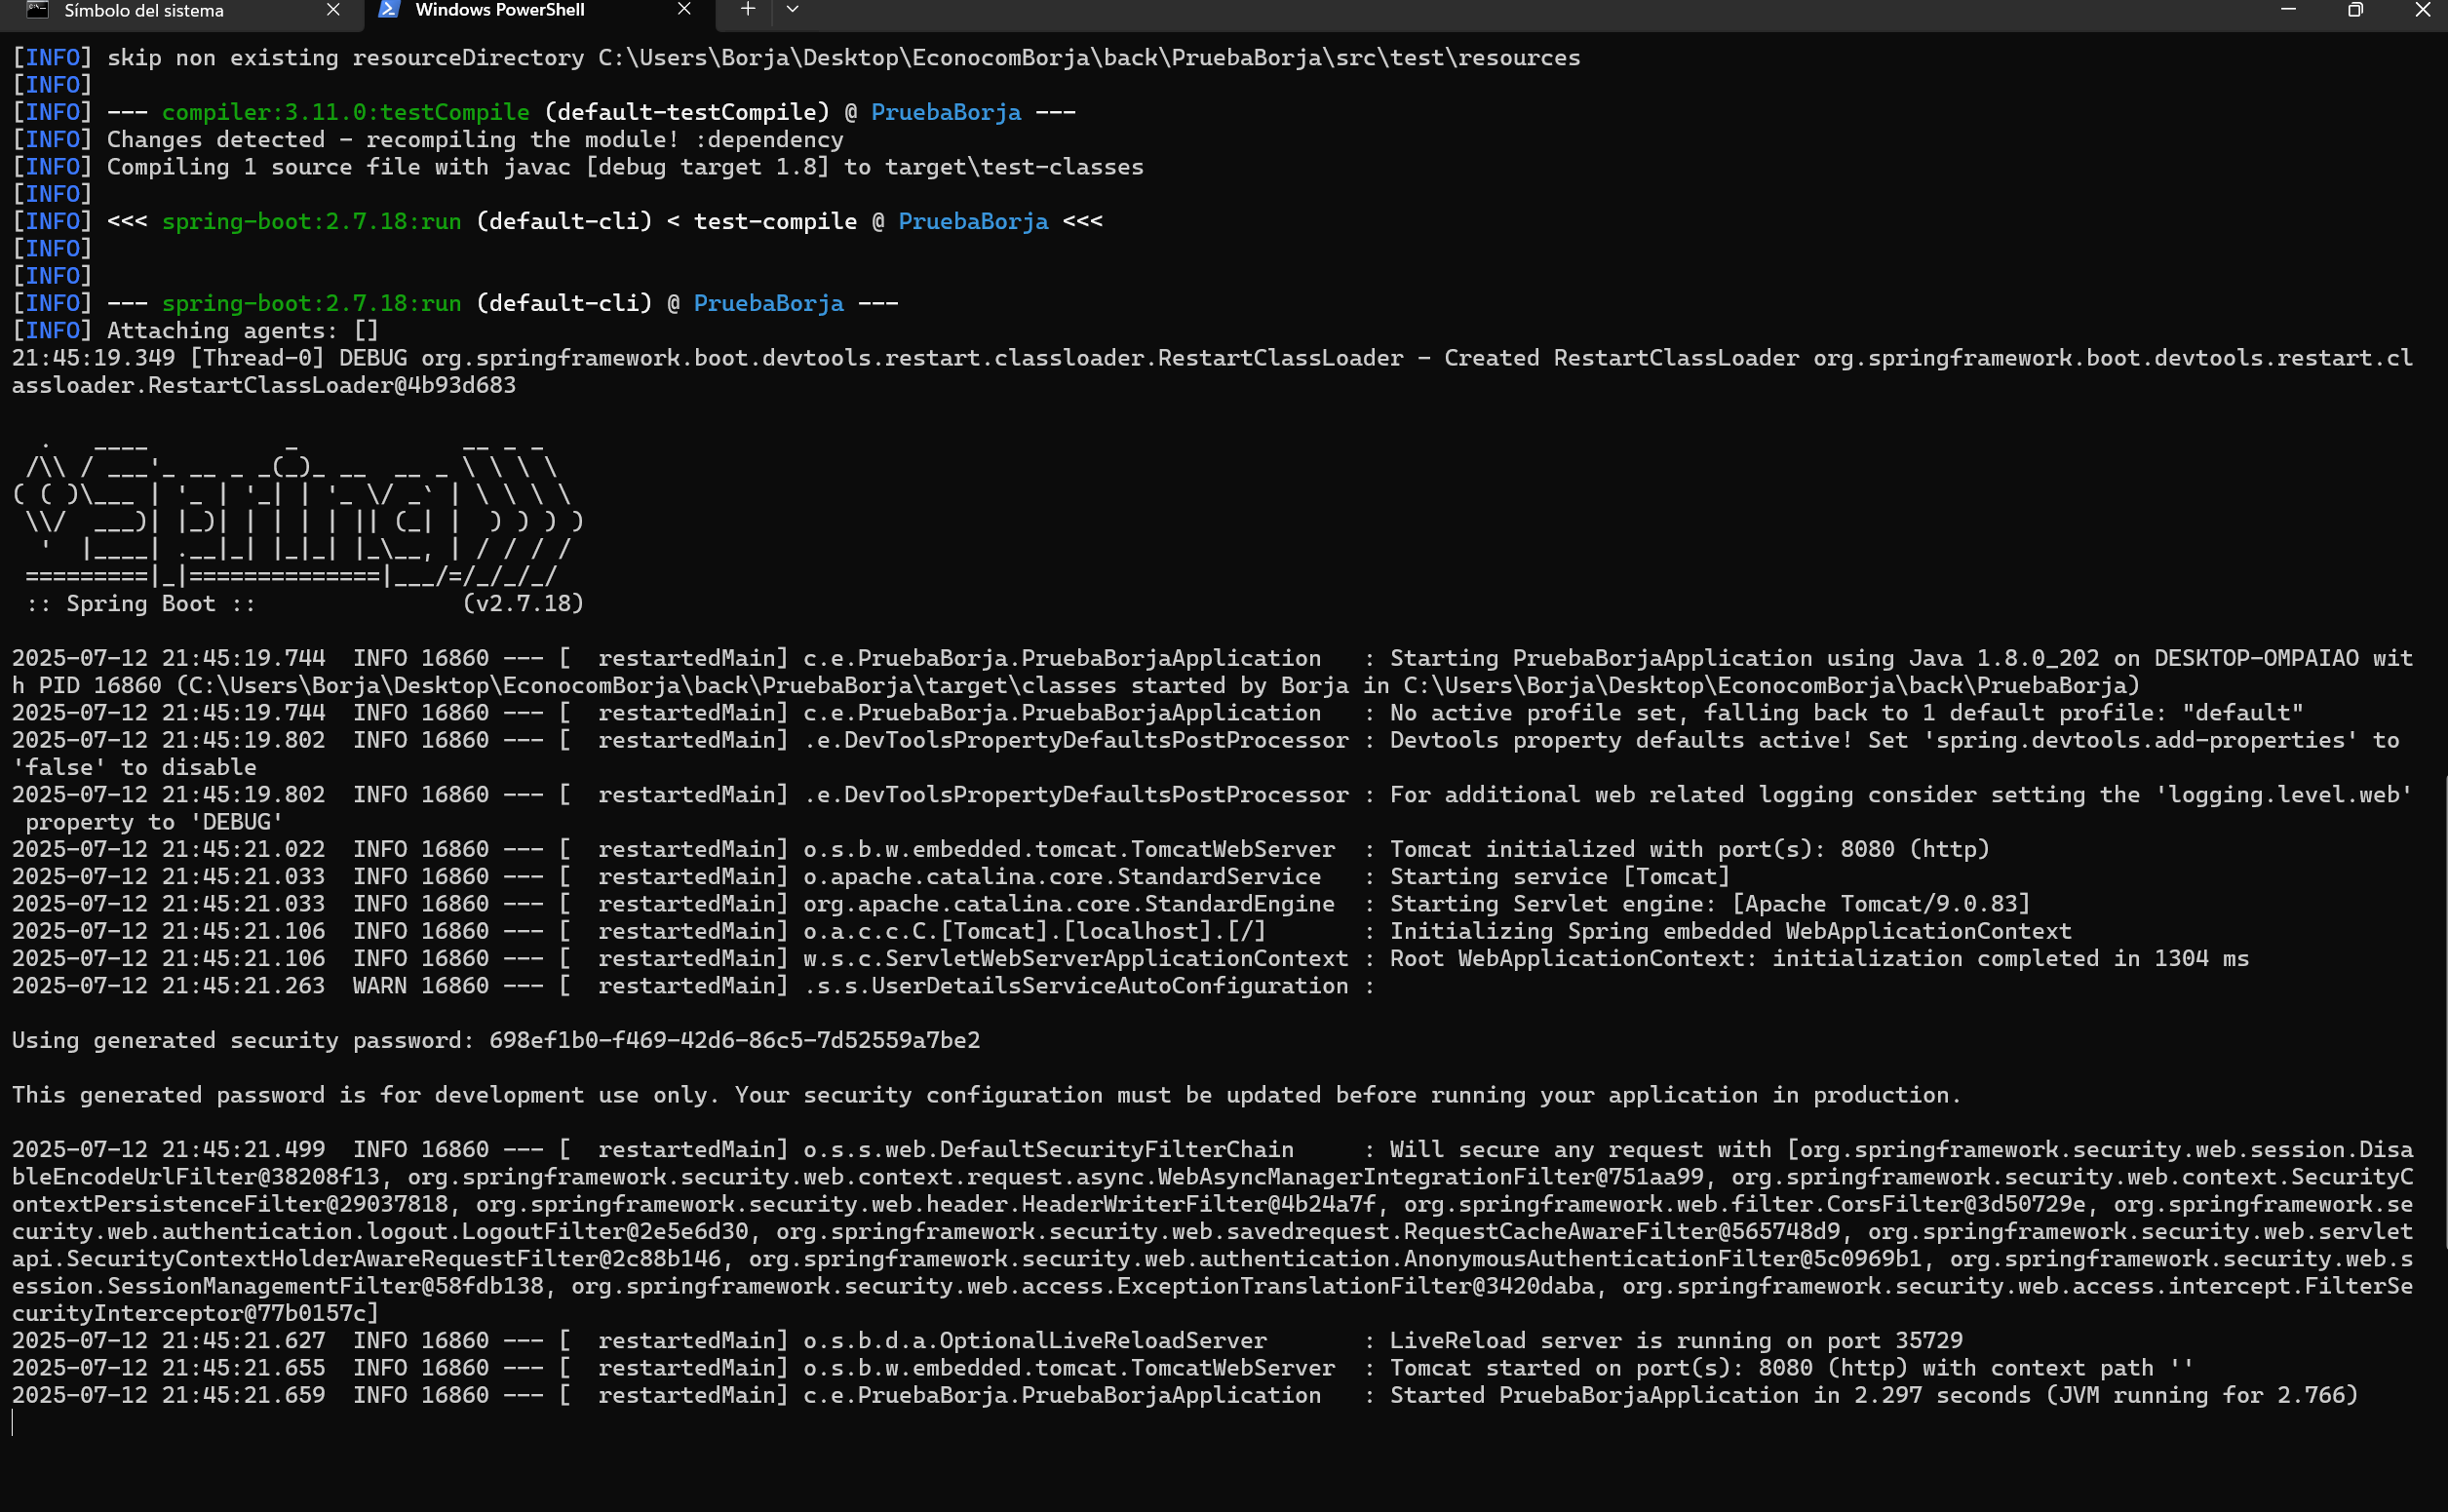 Símbolo del sistema
Windows PowerShell
[INFO] skip non existing resourceDirectory C:\Users\Borja\Desktop\EconocomBorja\back\PruebaBorja\src\test\resources
[INFO]
[INFO] --- compiler:3.11.0:testCompile (default-testCompile) @ PruebaBorja ---
[INFO] Changes detected - recompiling the module! :dependency
[INFO] Compiling 1 source file with javac [debug target 1.8] to target\test-classes
[INFO]
[INFO] <<< spring-boot:2.7.18:run (default-cli) < test-compile @ PruebaBorja <<<
[INFO]
[INFO]
[INFO] --- spring-boot:2.7.18:run (default-cli) @ PruebaBorja ---
[INFO] Attaching agents: []
21:45:19.349 [Thread-0] DEBUG org.springframework.boot.devtools.restart.classloader.RestartClassLoader - Created RestartClassLoader org.springframework.boot.devtools.restart.cl
assloader.RestartClassLoader@4b93d683

  .   ____          _            __ _ _
 /\\ / ___'_ __ _ _(_)_ __  __ _ \ \ \ \
( ( )\___ | '_ | '_| | '_ \/ _` | \ \ \ \
 \\/  ___)| |_)| | | | | || (_| |  ) ) ) )
  '  |____| .__|_| |_|_| |_\__, | / / / /
 =========|_|==============|___/=/_/_/_/
 :: Spring Boot ::               (v2.7.18)

2025-07-12 21:45:19.744  INFO 16860 --- [  restartedMain] c.e.PruebaBorja.PruebaBorjaApplication   : Starting PruebaBorjaApplication using Java 1.8.0_202 on DESKTOP-OMPAIAO wit
h PID 16860 (C:\Users\Borja\Desktop\EconocomBorja\back\PruebaBorja\target\classes started by Borja in C:\Users\Borja\Desktop\EconocomBorja\back\PruebaBorja)
2025-07-12 21:45:19.744  INFO 16860 --- [  restartedMain] c.e.PruebaBorja.PruebaBorjaApplication   : No active profile set, falling back to 1 default profile: "default"
2025-07-12 21:45:19.802  INFO 16860 --- [  restartedMain] .e.DevToolsPropertyDefaultsPostProcessor : Devtools property defaults active! Set 'spring.devtools.add-properties' to
'false' to disable
2025-07-12 21:45:19.802  INFO 16860 --- [  restartedMain] .e.DevToolsPropertyDefaultsPostProcessor : For additional web related logging consider setting the 'logging.level.web'
 property to 'DEBUG'
2025-07-12 21:45:21.022  INFO 16860 --- [  restartedMain] o.s.b.w.embedded.tomcat.TomcatWebServer  : Tomcat initialized with port(s): 8080 (http)
2025-07-12 21:45:21.033  INFO 16860 --- [  restartedMain] o.apache.catalina.core.StandardService   : Starting service [Tomcat]
2025-07-12 21:45:21.033  INFO 16860 --- [  restartedMain] org.apache.catalina.core.StandardEngine  : Starting Servlet engine: [Apache Tomcat/9.0.83]
2025-07-12 21:45:21.106  INFO 16860 --- [  restartedMain] o.a.c.c.C.[Tomcat].[localhost].[/]       : Initializing Spring embedded WebApplicationContext
2025-07-12 21:45:21.106  INFO 16860 --- [  restartedMain] w.s.c.ServletWebServerApplicationContext : Root WebApplicationContext: initialization completed in 1304 ms
2025-07-12 21:45:21.263  WARN 16860 --- [  restartedMain] .s.s.UserDetailsServiceAutoConfiguration :

Using generated security password: 698ef1b0-f469-42d6-86c5-7d52559a7be2

This generated password is for development use only. Your security configuration must be updated before running your application in production.

2025-07-12 21:45:21.499  INFO 16860 --- [  restartedMain] o.s.s.web.DefaultSecurityFilterChain     : Will secure any request with [org.springframework.security.web.session.Disa
bleEncodeUrlFilter@38208f13, org.springframework.security.web.context.request.async.WebAsyncManagerIntegrationFilter@751aa99, org.springframework.security.web.context.SecurityC
ontextPersistenceFilter@29037818, org.springframework.security.web.header.HeaderWriterFilter@4b24a7f, org.springframework.web.filter.CorsFilter@3d50729e, org.springframework.se
curity.web.authentication.logout.LogoutFilter@2e5e6d30, org.springframework.security.web.savedrequest.RequestCacheAwareFilter@565748d9, org.springframework.security.web.servlet
api.SecurityContextHolderAwareRequestFilter@2c88b146, org.springframework.security.web.authentication.AnonymousAuthenticationFilter@5c0969b1, org.springframework.security.web.s
ession.SessionManagementFilter@58fdb138, org.springframework.security.web.access.ExceptionTranslationFilter@3420daba, org.springframework.security.web.access.intercept.FilterSe
curityInterceptor@77b0157c]
2025-07-12 21:45:21.627  INFO 16860 --- [  restartedMain] o.s.b.d.a.OptionalLiveReloadServer       : LiveReload server is running on port 35729
2025-07-12 21:45:21.655  INFO 16860 --- [  restartedMain] o.s.b.w.embedded.tomcat.TomcatWebServer  : Tomcat started on port(s): 8080 (http) with context path ''
2025-07-12 21:45:21.659  INFO 16860 --- [  restartedMain] c.e.PruebaBorja.PruebaBorjaApplication   : Started PruebaBorjaApplication in 2.297 seconds (JVM running for 2.766)